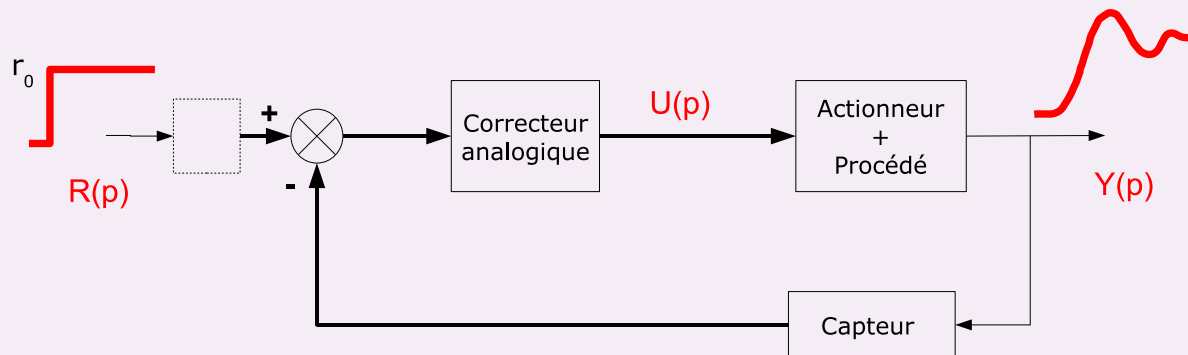 r0
R(p)
+
-
Correcteur
analogique
U(p)
Actionneur
+
Procédé
Y(p)
Capteur